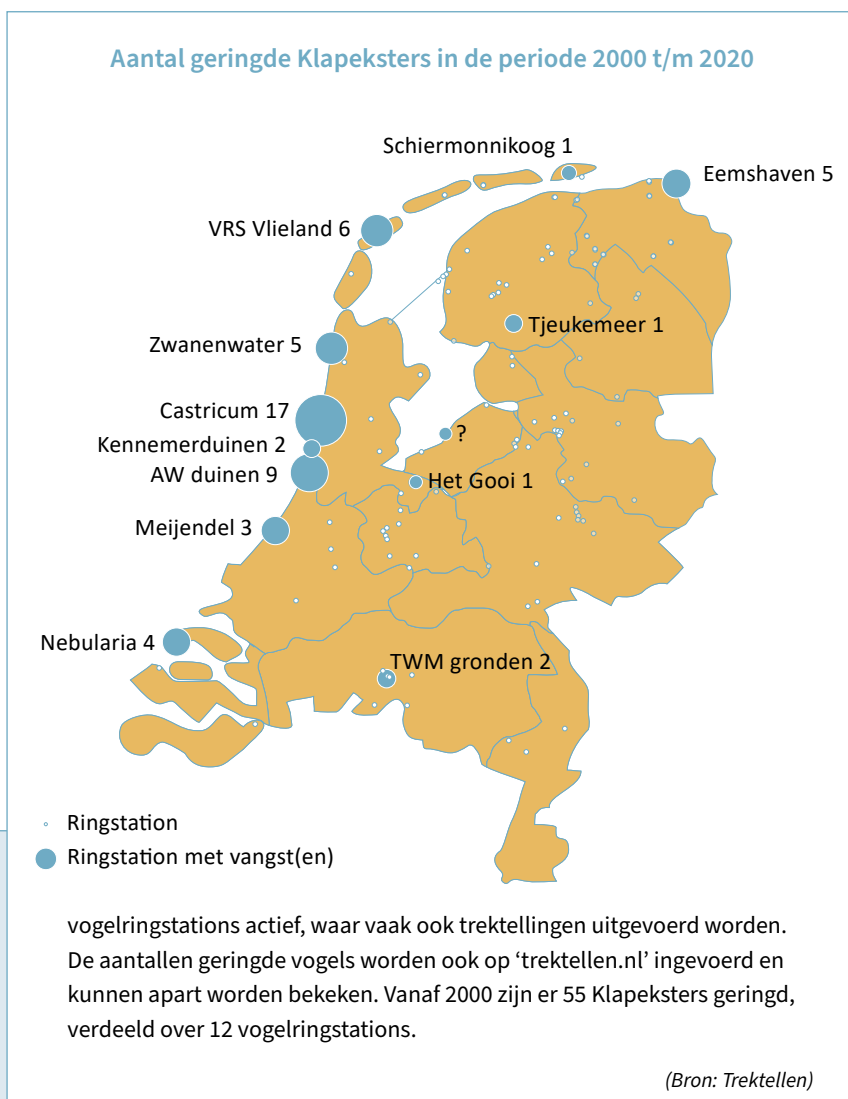 Aantal geringde Klapeksters in de periode 2000 t/m 2020
Schiermonnikoog 1
Eemshaven 5
VRS Vlieland 6
Tjeukemeer 1
Zwanenwater 5
Castricum 17
?
Kennemerduinen 2
AW duinen 9
Het Gooi 1
Meijendel 3
Nebularia 4
TWM gronden 2
Ringstation
Ringstation met vangst(en)
vogelringstations actief, waar vaak ook trektellingen uitgevoerd worden.
De aantallen geringde vogels worden ook op ‘trektellen.nl’ ingevoerd en
kunnen apart worden bekeken. Vanaf 2000 zijn er 55 Klapeksters geringd,
verdeeld over 12 vogelringstations.
(Bron: Trektellen)